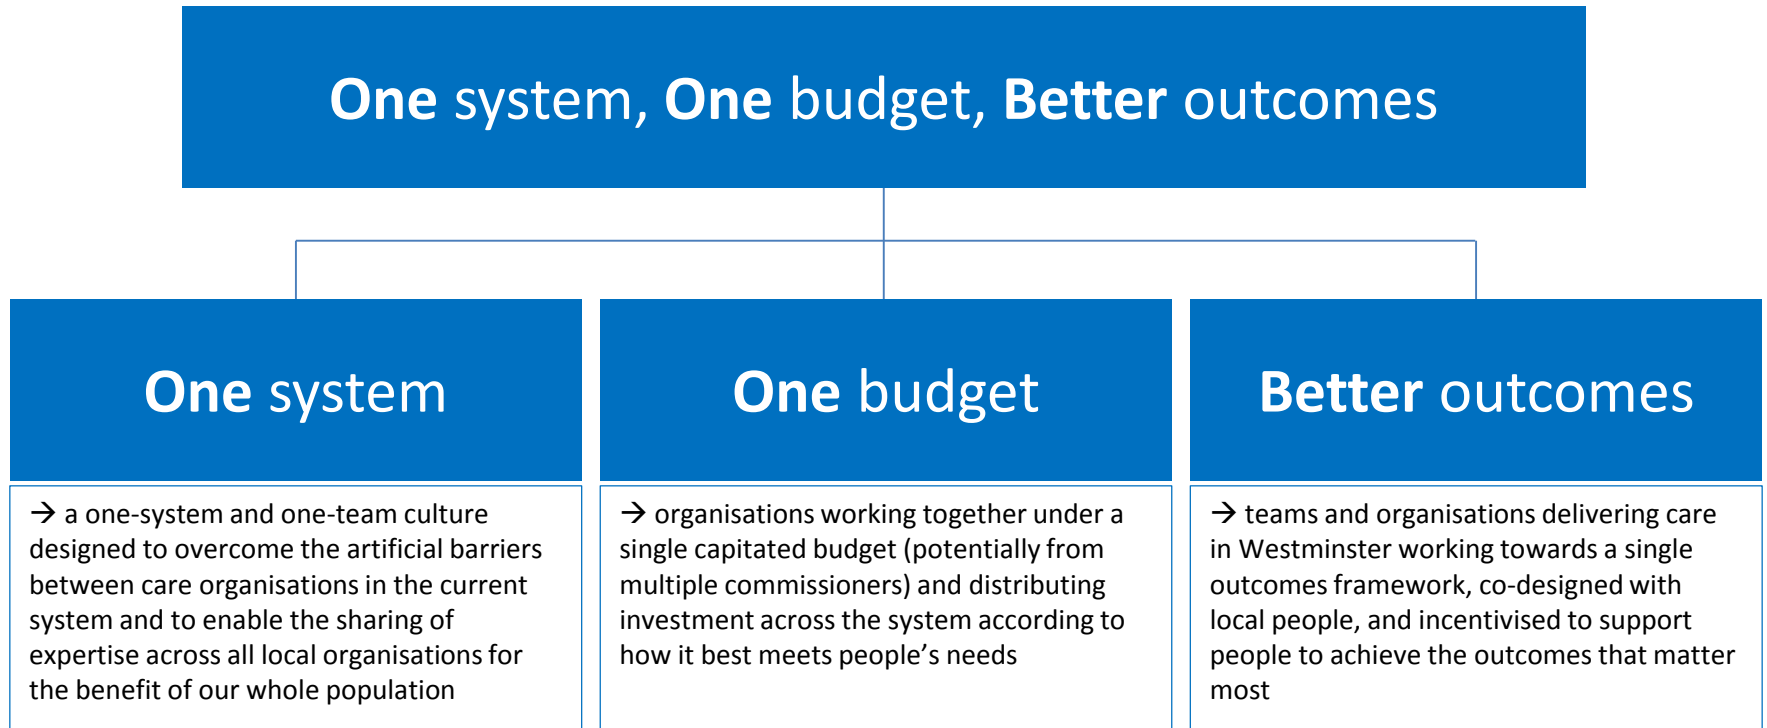 One system, One budget, Better outcomes
One system
→ a one-system and one-team culture
designed to overcome the artificial barriers
between care organisations in the current
system and to enable the sharing of
expertise across all local organisations for
the benefit of our whole population
One budget
→ organisations working together under a
single capitated budget (potentially from
multiple commissioners) and distributing
investment across the system according to
how it best meets people’s needs
Better outcomes
→ teams and organisations delivering care
in Westminster working towards a single
outcomes framework, co-designed with
local people, and incentivised to support
people to achieve the outcomes that matter
most